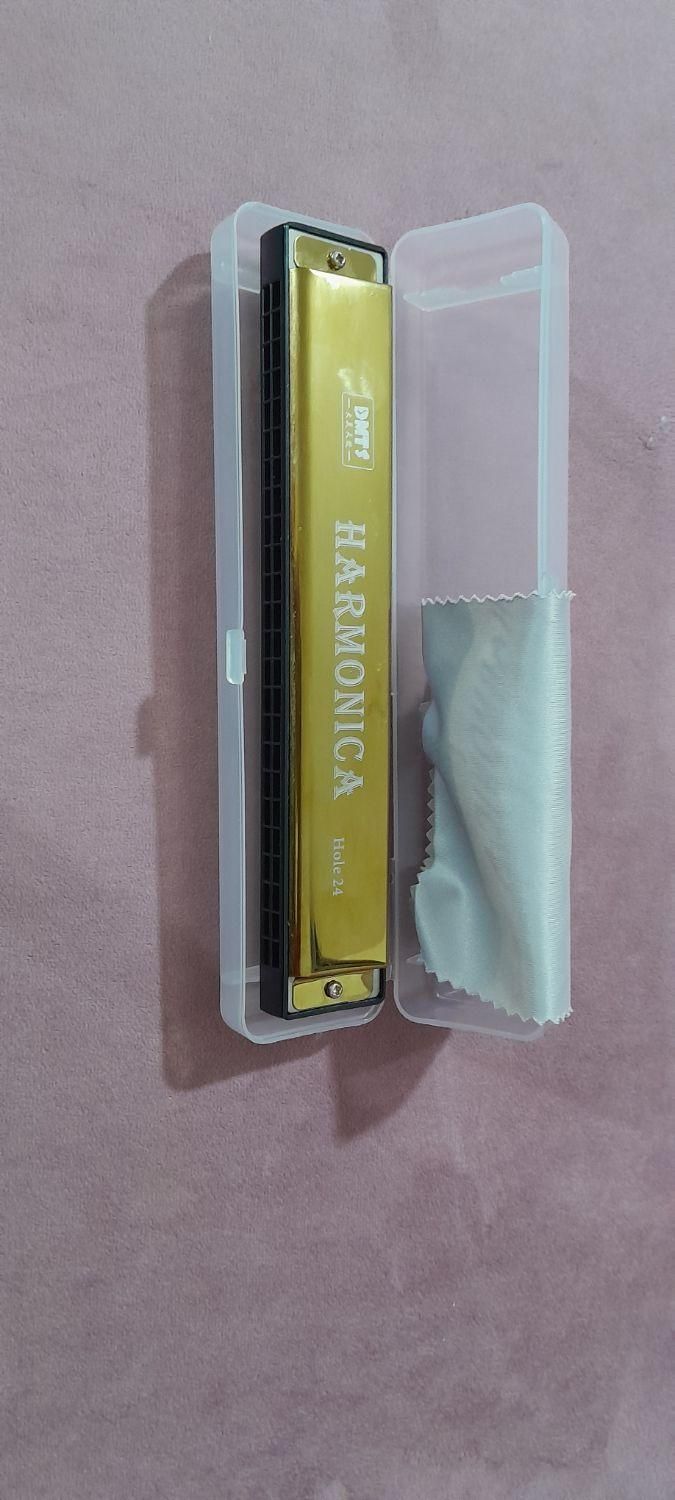 DMTS
HARMONICA
Hole 24